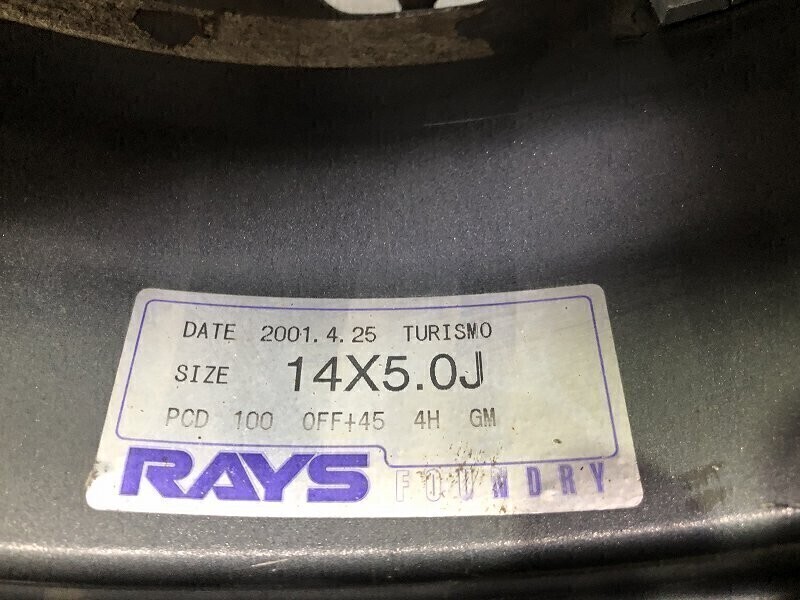 DATE 2001.4.25 TURISMO
SIZE 14X5.0J
PCD 100 OFF+45 4H GM
RAYS FOUNDRY